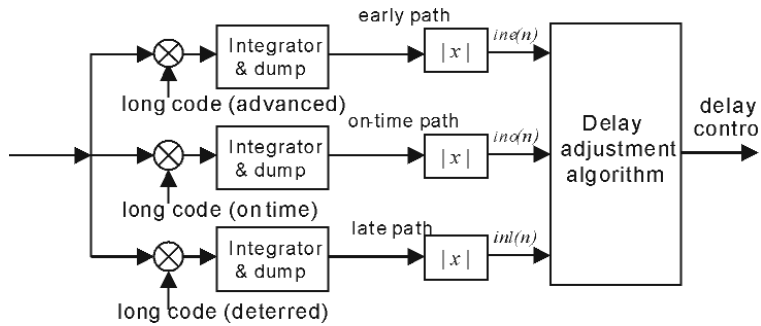 early path
Integrator
& dump
|x|
ine(n)
long code (advanced)
on-time path
Integrator
& dump
|x|
ino(n)
long code (on time)
late path
Integrator
& dump
|x|
inl(n)
long code (deterred)
Delay
adjustment
algorithm
delay
contro